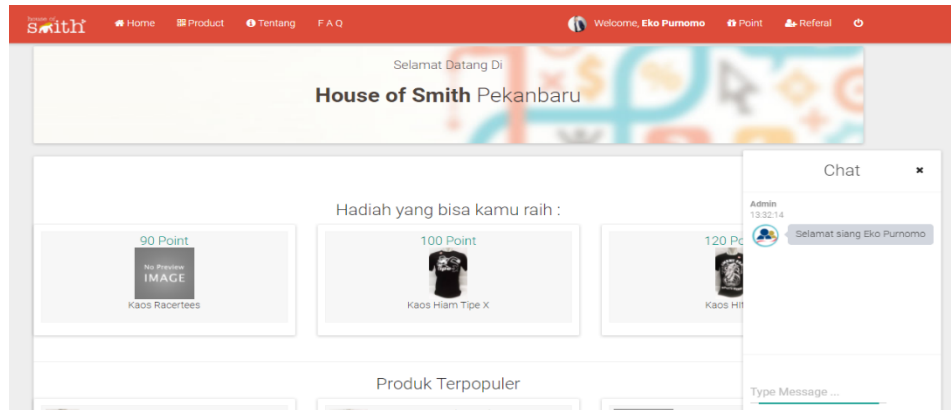 house of
smith
Home
Product
Tentang
F A Q
Welcome, Eko Purnomo
Point
Referal
Selamat Datang Di
House of Smith Pekanbaru
Hadiah yang bisa kamu raih :
90 Point
No Preview
IMAGE
Kaos Racertees
100 Point
Kaos Hiam Tipe X
120 Po
Kaos Hit
Produk Terpopuler
Chat
Admin
13:32:14
Selamat siang Eko Purnomo
Type Message ...